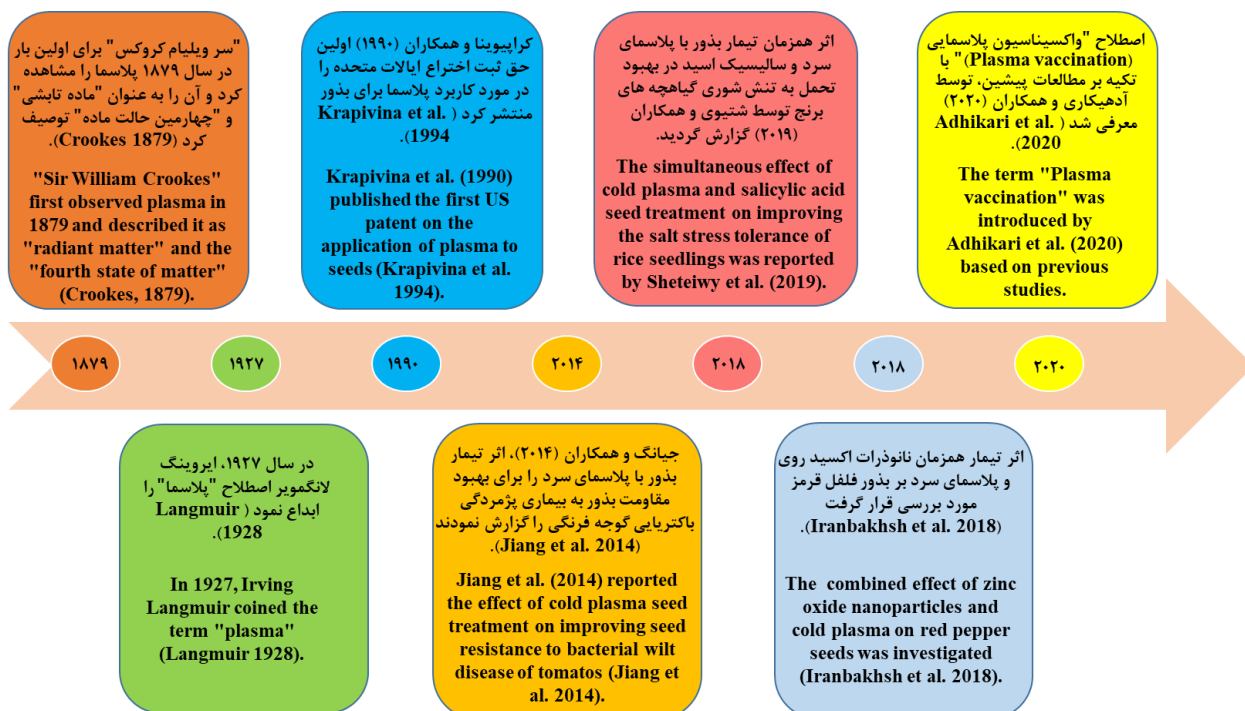 "سر ویلیام کروکس" برای اولین بار
در سال ۱۸۷۹ پلاسما را مشاهده
کرد و آن را به عنوان "ماده تابشی"
و "چهارمین حالت ماده" توصیف
کرد (Crookes 1879).
"Sir William Crookes"
first observed plasma in
1879 and described it as
"radiant matter" and the
"fourth state of matter"
(Crookes, 1879).
کراپیوینا و همکاران (۱۹۹۰) اولین
حق ثبت اختراع ایالات متحده را
در مورد کاربرد پلاسما برای بذور
منتشر کرد (Krapivina et al.
1994).
Krapivina et al. (1990)
published the first US
patent on the
application of plasma to
seeds (Krapivina et al.
1994).
اثر همزمان تیمار بذور با پلاسمای
سرد و سالیسیک اسید در بهبود
تحمل به تنش شوری گیاهچه های
برنج توسط شتیوی و همکاران
(۲۰۱۹) گزارش گردید.
The simultaneous effect of
cold plasma and salicylic acid
seed treatment on improving
the salt stress tolerance of
rice seedlings was reported
by Sheteiwy et al. (2019).
اصطلاح "واکسیناسیون پلاسمایی
(Plasma vaccination)" با
تکیه بر مطالعات پیشین، توسط
آدهیکاری و همکاران (۲۰۲۰)
معرفی شد (Adhikari et al.
2020).
The term "Plasma
vaccination" was
introduced by
Adhikari et al. (2020)
based on previous
studies.
۱۸۷۹
۱۹۲۷
۱۹۹۰
۲۰۱۴
۲۰۱۸
۲۰۱۸
۲۰۲۰
در سال ۱۹۲۷، ایروینگ
لانگمویر اصطلاح "پلاسما" را
ابداع نمود (Langmuir
1928).
In 1927, Irving
Langmuir coined the
term "plasma"
(Langmuir 1928).
جیانگ و همکاران (۲۰۱۴)، اثر تیمار
بذور با پلاسمای سرد را برای بهبود
مقاومت بذور به بیماری پژمردگی
باکتریایی گوجه فرنگی را گزارش نمودند
(Jiang et al. 2014).
Jiang et al. (2014) reported
the effect of cold plasma seed
treatment on improving seed
resistance to bacterial wilt
disease of tomatos (Jiang et
al. 2014).
اثر تیمار همزمان نانوذرات اکسید روی
و پلاسمای سرد بر بذور فلفل قرمز
مورد بررسی قرار گرفت
(Iranbakhsh et al. 2018).
The combined effect of zinc
oxide nanoparticles and
cold plasma on red pepper
seeds was investigated
(Iranbakhsh et al. 2018).